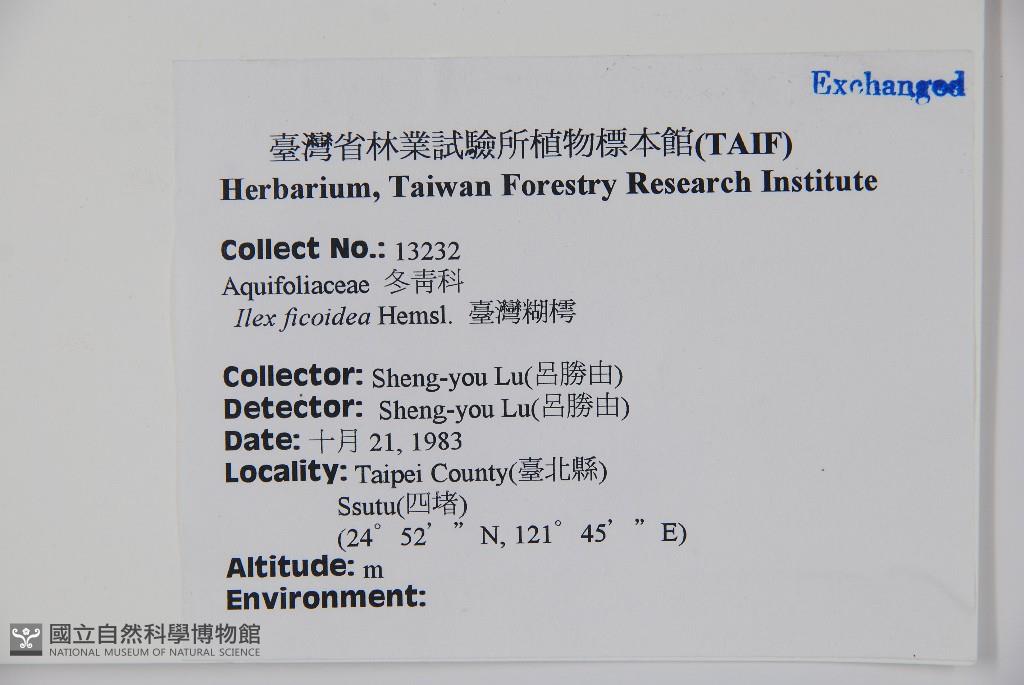 Exchanged
臺灣省林業試驗所植物標本館(TAIF)
Herbarium, Taiwan Forestry Research Institute
Collect No.: 13232
Aquifoliaceae 冬靑科
Ilex ficoidea Hemsl. 臺灣糊樗
Collector: Sheng-you Lu(呂勝由)
Detector: Sheng-you Lu(呂勝由)
Date: 十月 21, 1983
Locality: Taipei County(臺北縣)
Ssutu(四堵)
(24° 52' " N, 121° 45' " E)
Altitude: m
Environment:
國立自然科學博物館
NATIONAL MUSEUM OF NATURAL SCIENCE